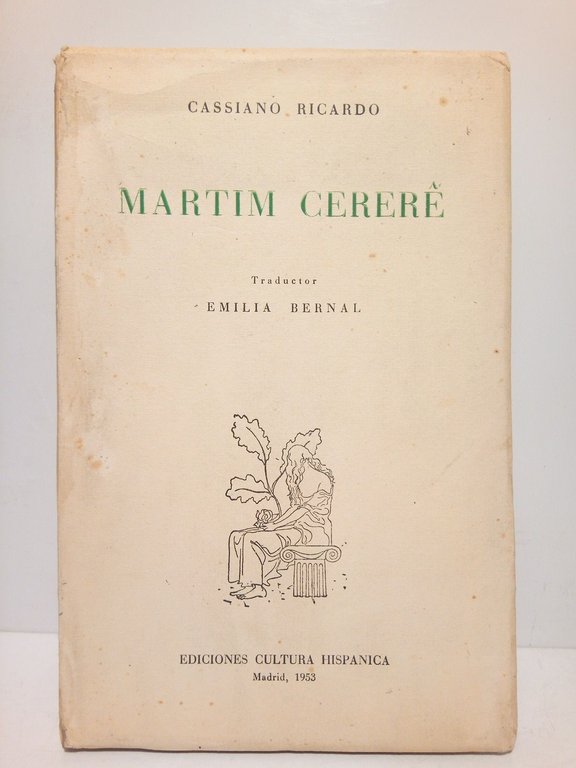 CASSIANO RICARDO
MARTIM CERERÊ
Traductor
EMILIA BERNAL
EDICIONES CULTURA HISPANICA
Madrid, 1953